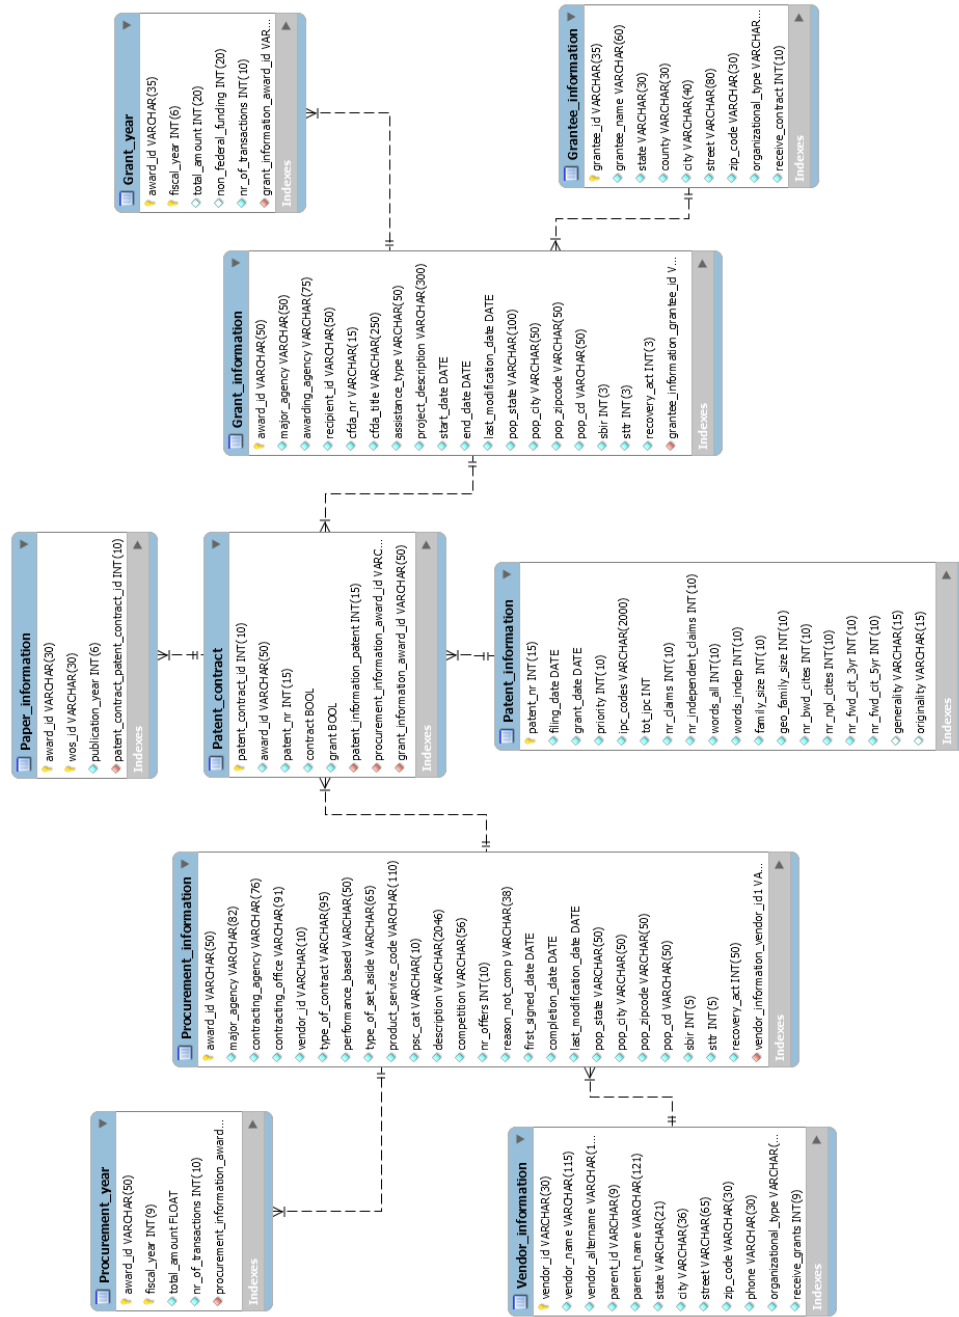 Grant_year
award_id VARCHAR(35)
fiscal_year INT(6)
total_amount INT(20)
non_federal_funding INT(20)
nr_of_transactions INT(10)
grant_information_award_id VAR...
Indexes
Grantee_information
grantee_id VARCHAR(35)
grantee_name VARCHAR(60)
state VARCHAR(30)
county VARCHAR(30)
city VARCHAR(40)
street VARCHAR(80)
zip_code VARCHAR(30)
organizational_type VARCHAR...
receive_contract INT(10)
Indexes
Grant_information
award_id VARCHAR(50)
major_agency VARCHAR(50)
awarding_agency VARCHAR(75)
recipient_id VARCHAR(50)
cfda_nr VARCHAR(15)
cfda_title VARCHAR(250)
assistance_type VARCHAR(50)
project_description VARCHAR(300)
start_date DATE
end_date DATE
last_modification_date DATE
pop_state VARCHAR(100)
pop_city VARCHAR(50)
pop_zipcode VARCHAR(50)
pop_cd VARCHAR(50)
sbir INT(3)
sttr INT(3)
recovery_act INT(3)
grantee_information_grantee_id V...
Indexes
Paper_information
award_id VARCHAR(30)
wos_id VARCHAR(30)
publication_year INT(6)
patent_contract_patent_contract_id INT(10)
Indexes
Patent_contract
patent_contract_id INT(10)
award_id VARCHAR(50)
patent_nr INT(15)
contract BOOL
grant BOOL
patent_information_patent INT(15)
procurement_information_award_id VARC...
grant_information_award_id VARCHAR(50)
Indexes
Patent_information
patent_nr INT(15)
filing_date DATE
grant_date DATE
priority INT(10)
ipc_codes VARCHAR(2000)
tot_ipc INT
nr_claims INT(10)
nr_independent_claims INT(10)
words_all INT(10)
words_indep INT(10)
family_size INT(10)
geo_family_size INT(10)
nr_bwd_cites INT(10)
nr_npl_cites INT(10)
nr_fwd_cit_3yr INT(10)
nr_fwd_cit_5yr INT(10)
generality VARCHAR(15)
originality VARCHAR(15)
Indexes
Procurement_information
award_id VARCHAR(50)
major_agency VARCHAR(82)
contracting_agency VARCHAR(76)
contracting_office VARCHAR(91)
vendor_id VARCHAR(10)
type_of_contract VARCHAR(95)
performance_based VARCHAR(50)
type_of_set_aside VARCHAR(65)
product_service_code VARCHAR(110)
psc_cat VARCHAR(10)
description VARCHAR(2046)
competition VARCHAR(56)
nr_offers INT(10)
reason_not_comp VARCHAR(38)
first_signed_date DATE
completion_date DATE
last_modification_date DATE
pop_state VARCHAR(50)
pop_city VARCHAR(50)
pop_zipcode VARCHAR(50)
pop_cd VARCHAR(50)
sbir INT(5)
sttr INT(5)
recovery_act INT(50)
vendor_information_vendor_id1 VA...
Indexes
Procurement_year
award_id VARCHAR(50)
fiscal_year INT(9)
total_amount FLOAT
nr_of_transactions INT(10)
procurement_information_award...
Indexes
Vendor_information
vendor_id VARCHAR(30)
vendor_name VARCHAR(115)
vendor_altername VARCHAR(1...
parent_id VARCHAR(9)
parent_name VARCHAR(121)
state VARCHAR(21)
city VARCHAR(36)
street VARCHAR(65)
zip_code VARCHAR(30)
phone VARCHAR(30)
organizational_type VARCHAR(...
receive_grants INT(9)
Indexes